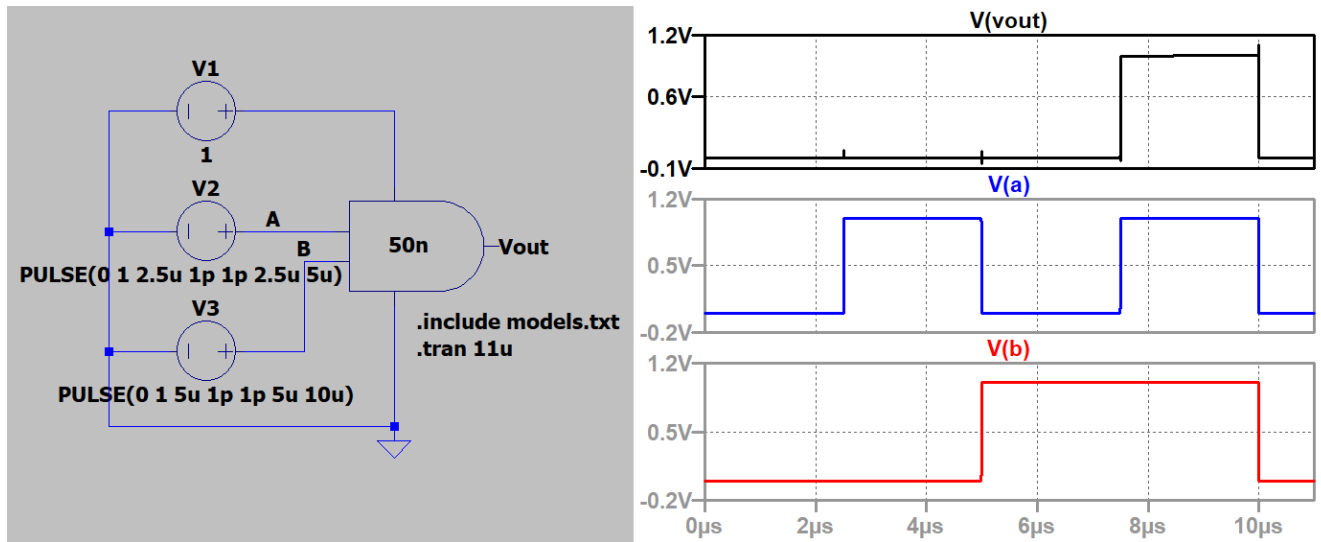 V1
1
V2
A
B
50n
Vout
PULSE(0 1 2.5u 1p 1p 2.5u 5u)
V3
.include models.txt
.tran 11u
PULSE(0 1 5u 1p 1p 5u 10u)
V(vout)
1.2V
0.6V
-0.1V
V(a)
1.2V
0.5V
-0.2V
V(b)
1.2V
0.5V
-0.2V
0µs 2µs 4µs 6µs 8µs 10µs